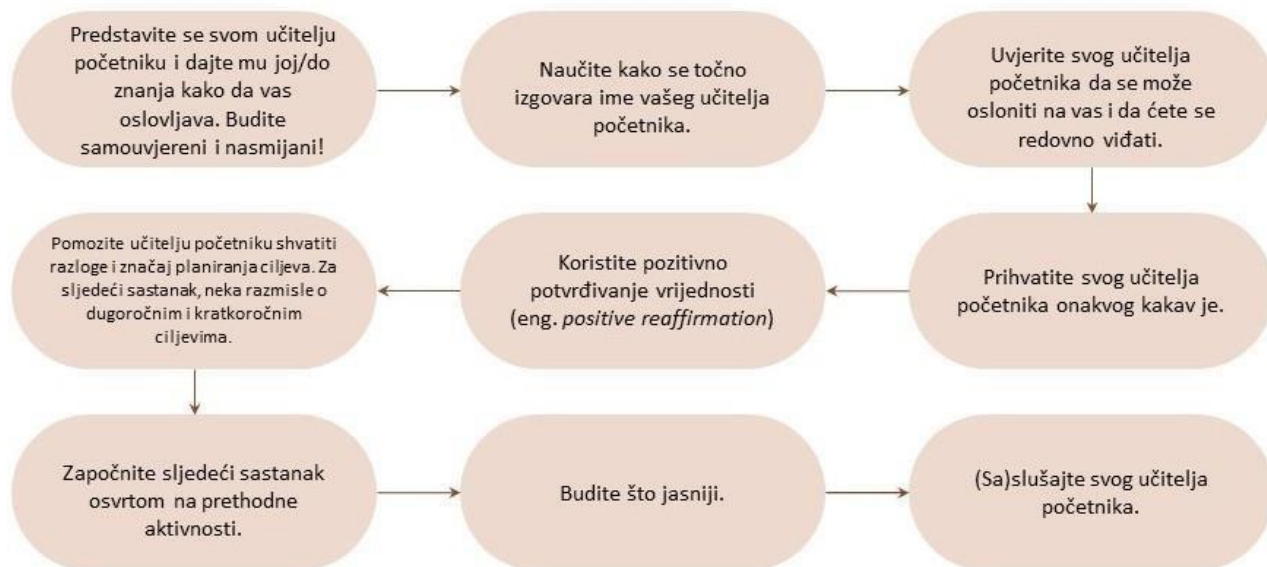 Predstavite se svom učitelju
početniku i dajte mu joj/do
znanja kako da vas
oslovljava. Budite
samouvjereni i nasmijani!
Naučite kako se točno
izgovara ime vašeg učitelja
početnika.
Uvjerite svog učitelja
početnika da se može
osloniti na vas i da ćete se
redovno viđati.
Prihvatite svog učitelja
početnika onakvog kakav je.
Koristite pozitivno
potvrđivanje vrijednosti
(eng. positive reaffirmation)
Pomozite učitelju početniku shvatiti
razloge i značaj planiranja ciljeva. Za
sljedeći sastanak, neka razmisle o
dugoročnim i kratkoročnim
ciljevima.
Započnite sljedeći sastanak
osvrtom na prethodne
aktivnosti.
Budite što jasniji.
(Sa)slušajte svog učitelja
početnika.